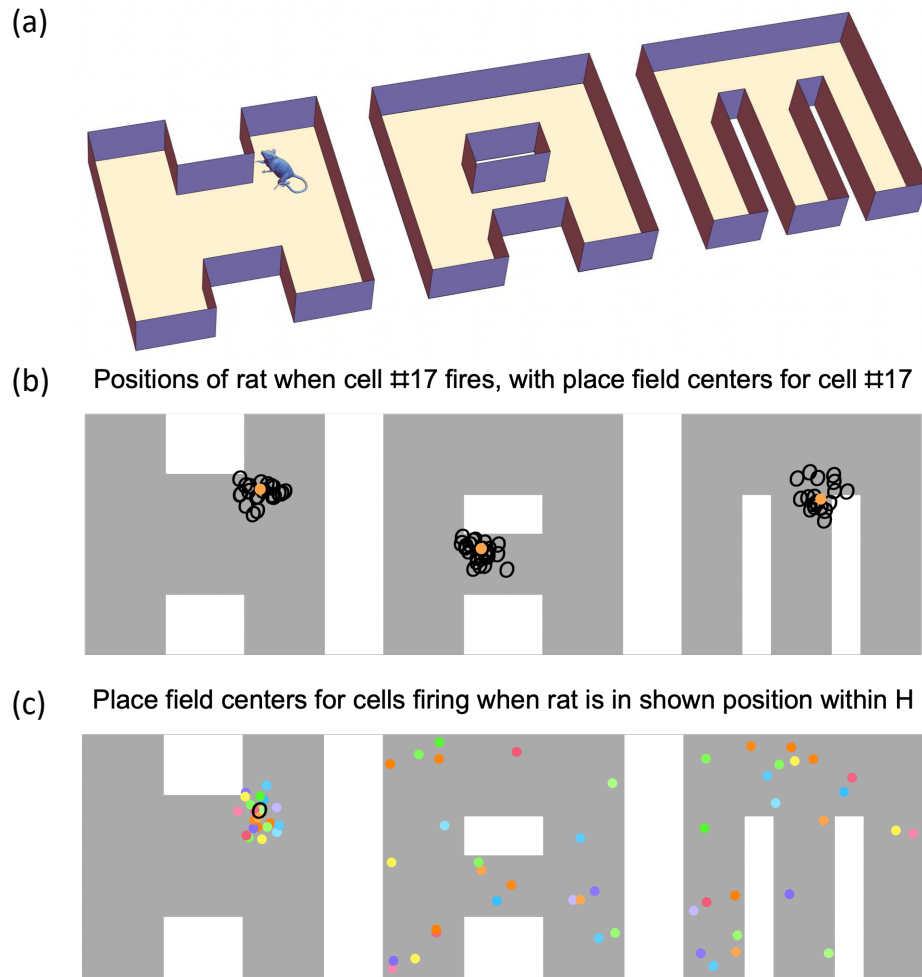 (a)
(b) Positions of rat when cell #17 fires, with place field centers for cell #17
(c) Place field centers for cells firing when rat is in shown position within H